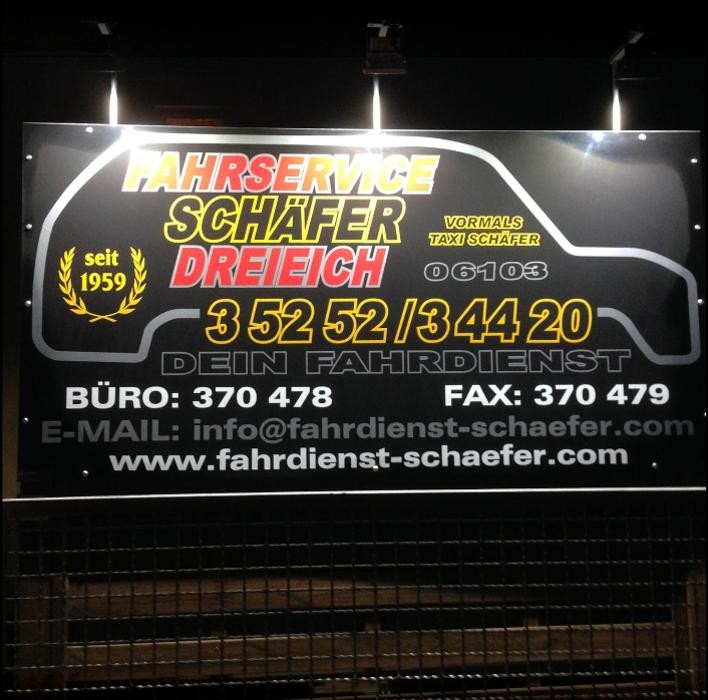 FAHRSERVICE
SCHÄFER
DREIEICH
VORMALS
TAXI SCHÄFER
seit
1959
06103
3 52 52 / 3 44 20
DEIN FAHRDIENST
BÜRO: 370 478
FAX: 370 479
E-MAIL: info@fahrdienst-schaefer.com
www.fahrdienst-schaefer.com